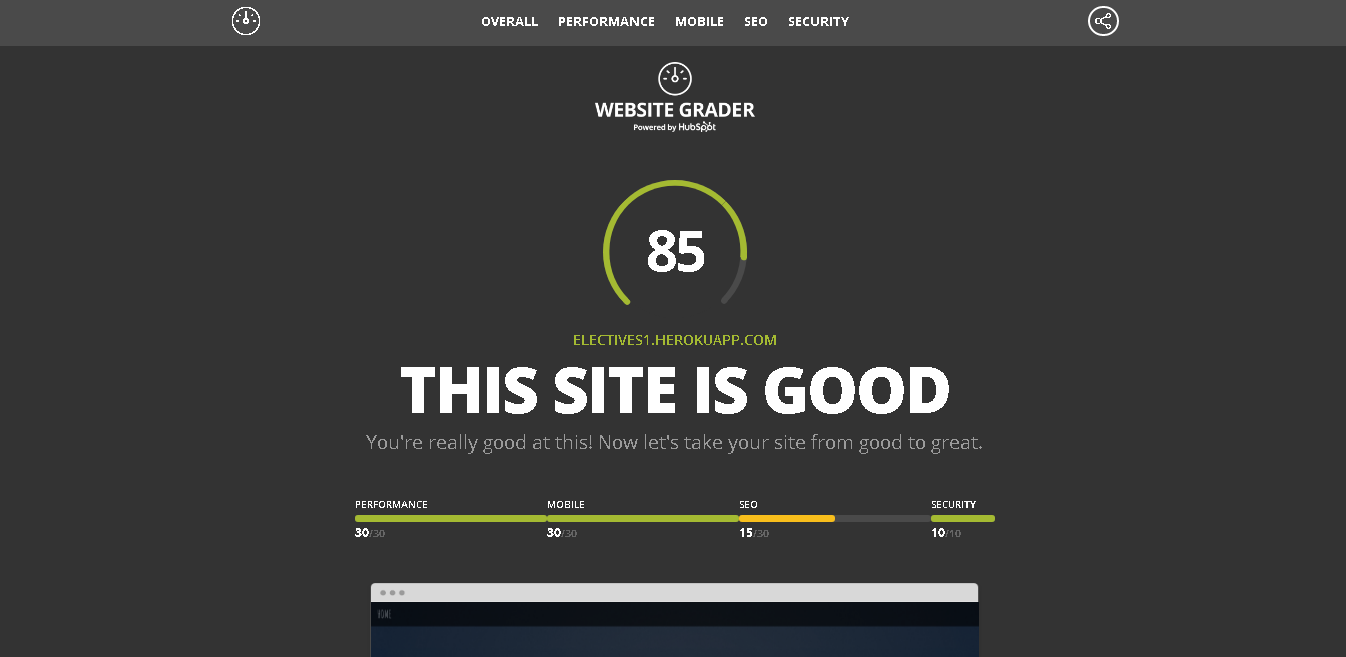 OVERALL PERFORMANCE MOBILE SEO SECURITY
WEBSITE GRADER
Powered by HubSpot
85
ELECTIVES1.HEROKUAPP.COM
THIS SITE IS GOOD
You're really good at this! Now let's take your site from good to great.
PERFORMANCE MOBILE SEO SECURITY
30/30 30/30 15/30 10/10
HOME